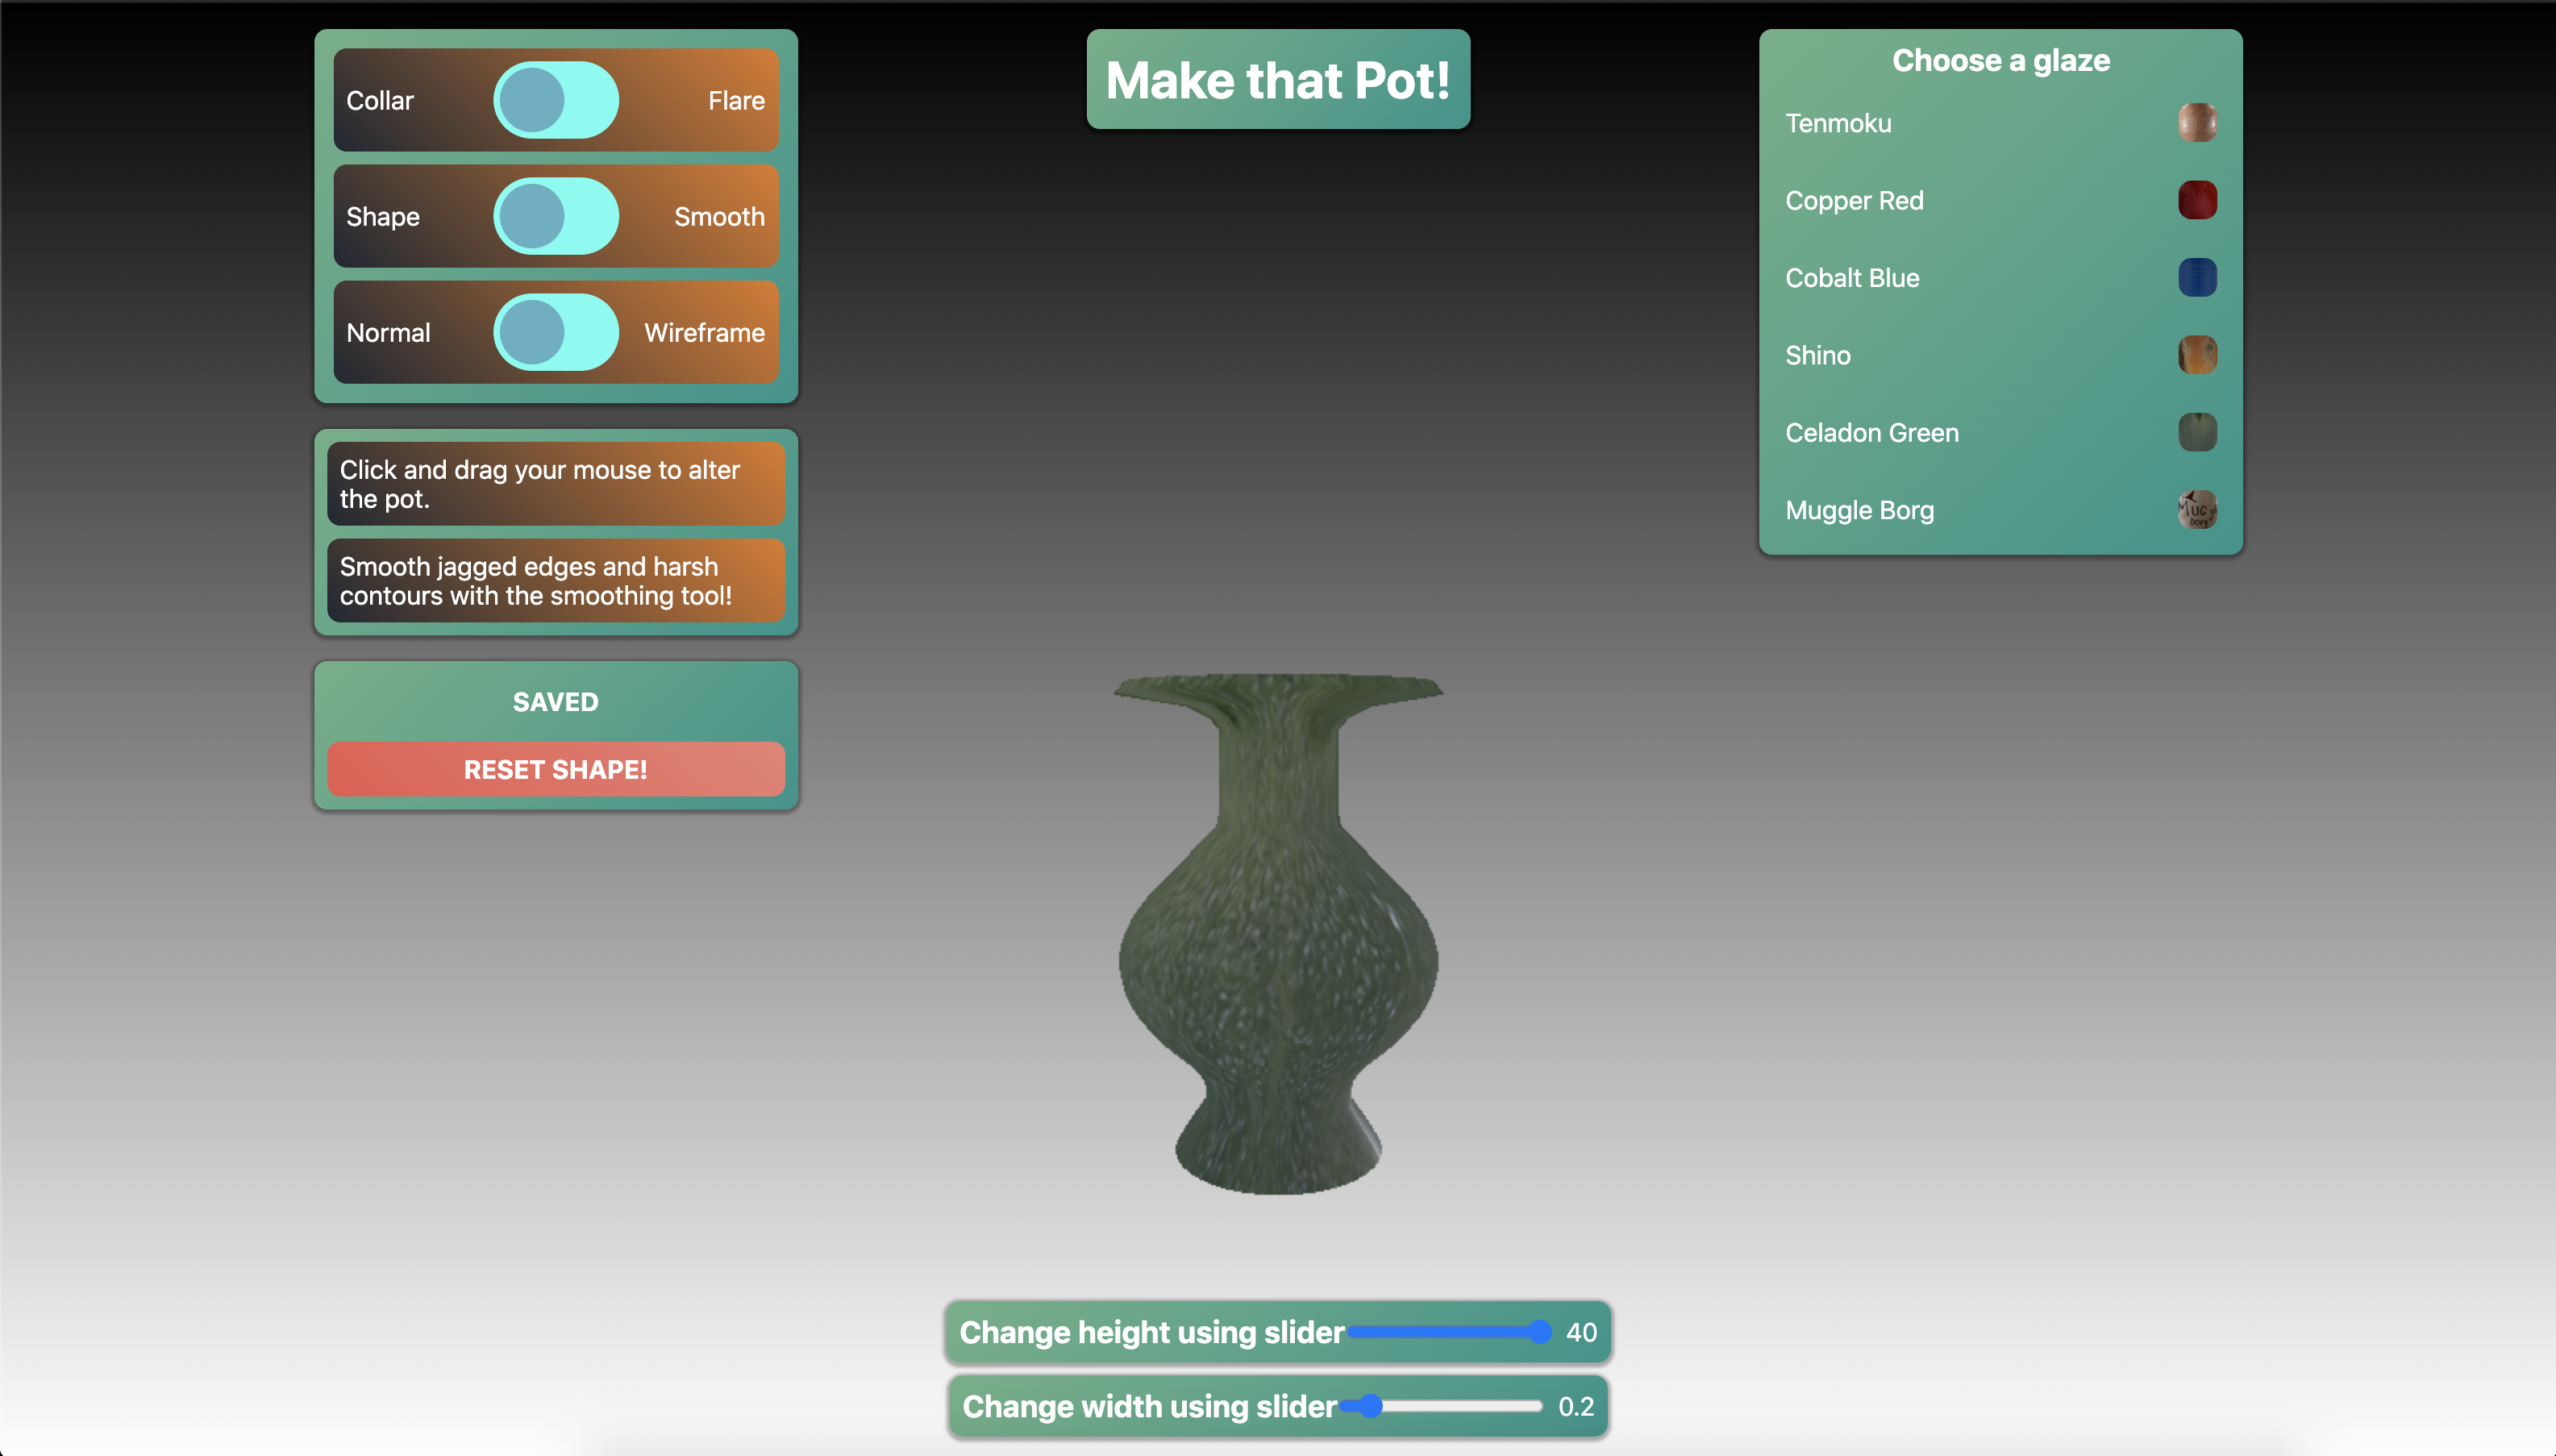 Collar
Flare
Shape
Smooth
Normal
Wireframe
Click and drag your mouse to alter
the pot.
Smooth jagged edges and harsh
contours with the smoothing tool!
SAVED
RESET SHAPE!
Make that Pot!
Choose a glaze
Tenmoku
Copper Red
Cobalt Blue
Shino
Celadon Green
Muggle Borg
Change height using slider 40
Change width using slider 0.2